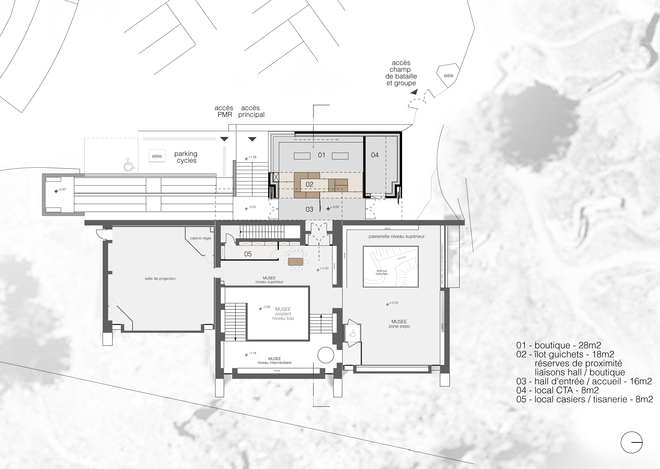 accès
champ
de bataille
et groupe
stèle
accès
PMR
accès
principal
stèle
parking
cycles
01
04
02
03
passerelle niveau supérieur
cabine régie
05
salle de projection
MUSEE
niveau supérieur
MUSEE
existant
niveau bas
MUSEE
zone expo
MUSEE
niveau intermédiaire
01 - boutique - 28m2
02 - îlot guichets - 18m2
réserves de proximité
liaisons hall / boutique
03 - hall d'entrée / accueil - 16m2
04 - local CTA - 8m2
05 - local casiers / tisanerie - 8m2